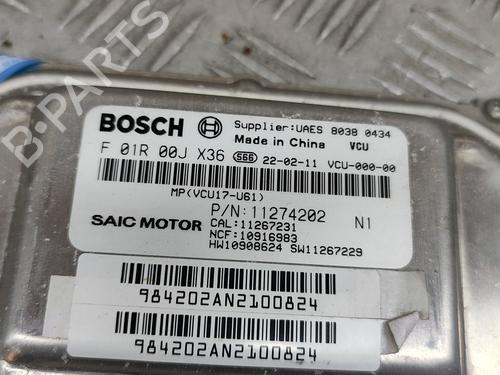 B-PARTS
BOSCH Supplier:UAES 8038 0434
Made in China VCU
F 01R 00J X36 S66 22-02-11 VCU-000-00
MP(VCU17-U61)
P/N:11274202 N1
SAIC MOTOR CAL:11267231
NCF:10916983
HW10908624 SW11267229
984202AN2100824
984202AN2100824